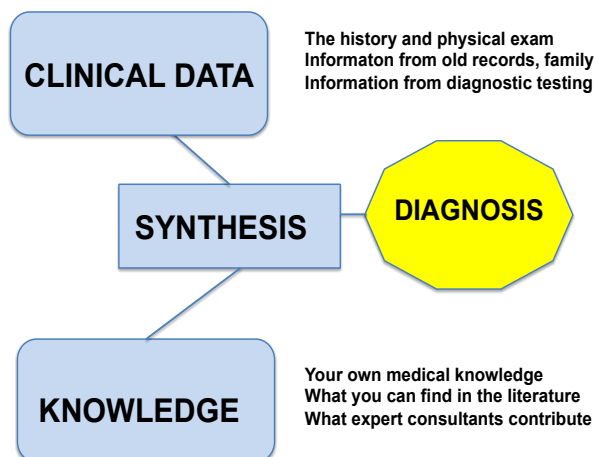 The history and physical exam
Informaton from old records, family
Information from diagnostic testing
CLINICAL DATA
DIAGNOSIS
SYNTHESIS
Your own medical knowledge
What you can find in the literature
What expert consultants contribute
KNOWLEDGE